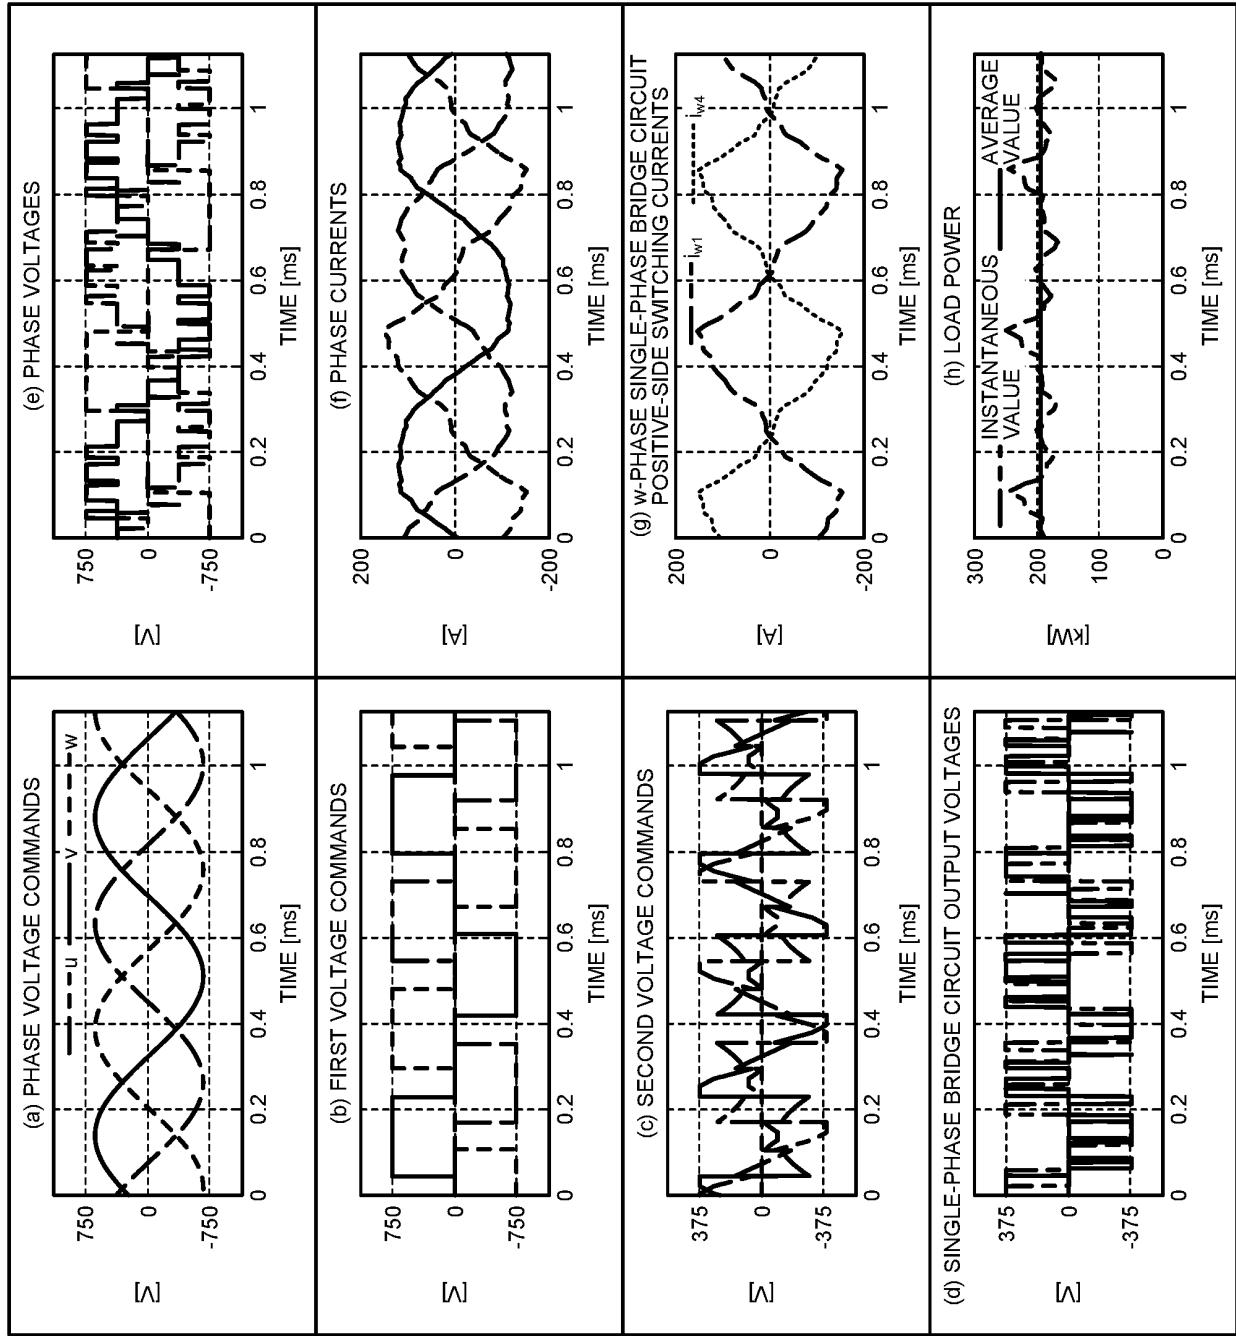 (a) PHASE VOLTAGE COMMANDS
u v w
750
0
-750
[V]
0 0.2 0.4 0.6 0.8 1
TIME [ms]
(b) FIRST VOLTAGE COMMANDS
750
0
-750
[V]
0 0.2 0.4 0.6 0.8 1
TIME [ms]
(c) SECOND VOLTAGE COMMANDS
375
0
-375
[V]
0 0.2 0.4 0.6 0.8 1
TIME [ms]
(d) SINGLE-PHASE BRIDGE CIRCUIT OUTPUT VOLTAGES
375
0
-375
[V]
0 0.2 0.4 0.6 0.8 1
TIME [ms]
(e) PHASE VOLTAGES
750
0
-750
[V]
0 0.2 0.4 0.6 0.8 1
TIME [ms]
(f) PHASE CURRENTS
200
0
-200
[A]
0 0.2 0.4 0.6 0.8 1
TIME [ms]
(g) w-PHASE SINGLE-PHASE BRIDGE CIRCUIT
POSITIVE-SIDE SWITCHING CURRENTS
iw1 iw4
200
0
-200
[A]
0 0.2 0.4 0.6 0.8 1
TIME [ms]
(h) LOAD POWER
INSTANTANEOUS
VALUE
AVERAGE
VALUE
300
200
100
0
[kW]
0 0.2 0.4 0.6 0.8 1
TIME [ms]